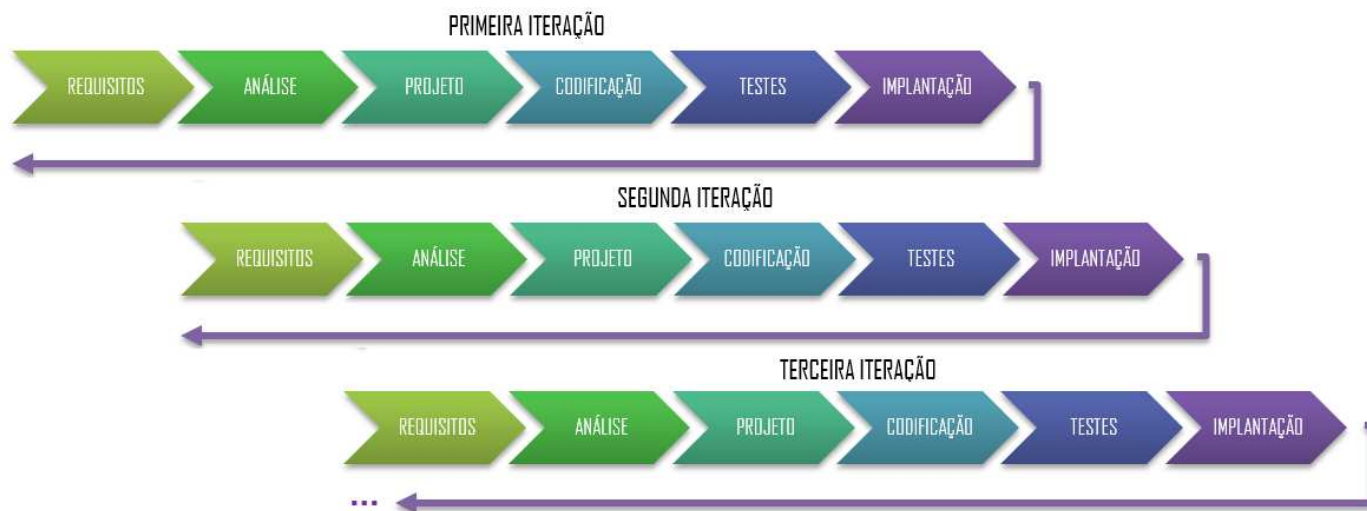 PRIMEIRA ITERAÇÃO
REQUISITOS ANÁLISE PROJETO CODIFICAÇÃO TESTES IMPLANTAÇÃO
SEGUNDA ITERAÇÃO
REQUISITOS ANÁLISE PROJETO CODIFICAÇÃO TESTES IMPLANTAÇÃO
TERCEIRA ITERAÇÃO
REQUISITOS ANÁLISE PROJETO CODIFICAÇÃO TESTES IMPLANTAÇÃO
...